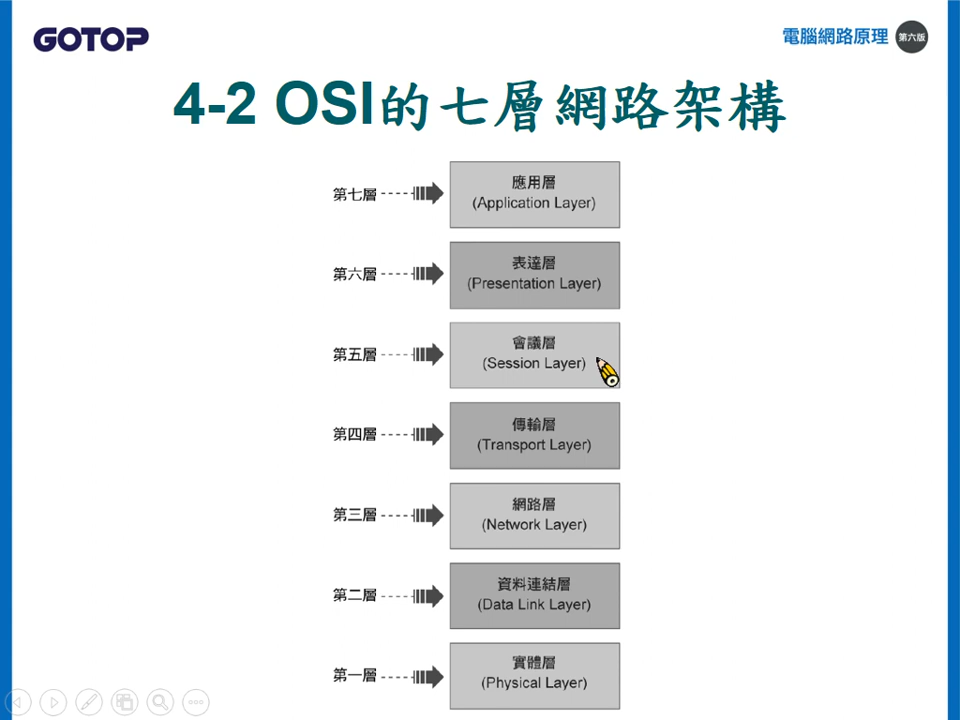 GOTOP
電腦網路原理 第六版
4-2 OSI的七層網路架構
第七層
應用層
(Application Layer)
第六層
表達層
(Presentation Layer)
第五層
會議層
(Session Layer)
第四層
傳輸層
(Transport Layer)
第三層
網路層
(Network Layer)
第二層
資料連結層
(Data Link Layer)
第一層
實體層
(Physical Layer)